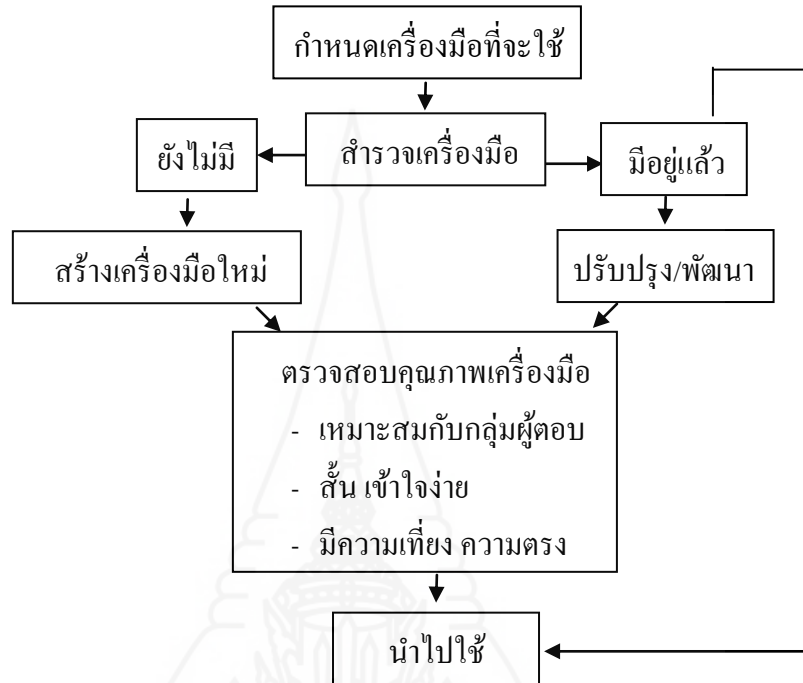 กำหนดเครื่องมือที่จะใช้
สำรวจเครื่องมือ
ยังไม่มี
มีอยู่แล้ว
สร้างเครื่องมือใหม่
ปรับปรุง/พัฒนา
ตรวจสอบคุณภาพเครื่องมือ
- เหมาะสมกับกลุ่มผู้ตอบ
- สั้น เข้าใจง่าย
- มีความเที่ยง ความตรง
นำไปใช้